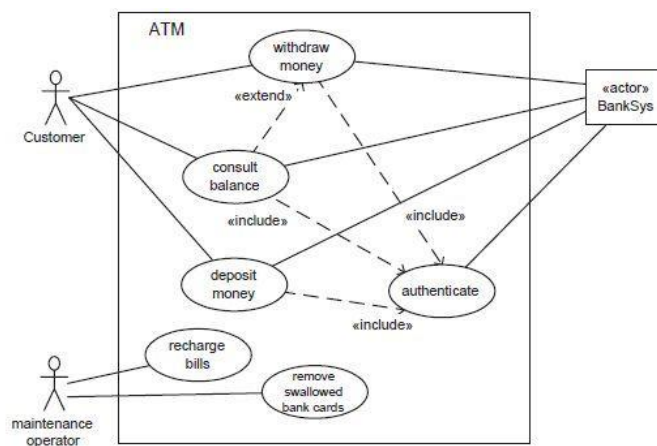 ATM
withdraw
money
«extend»
«actor»
BankSys
Customer
consult
balance
«include»
«include»
deposit
money
authenticate
«include»
recharge
bills
remove
swallowed
bank cards
maintenance
operator